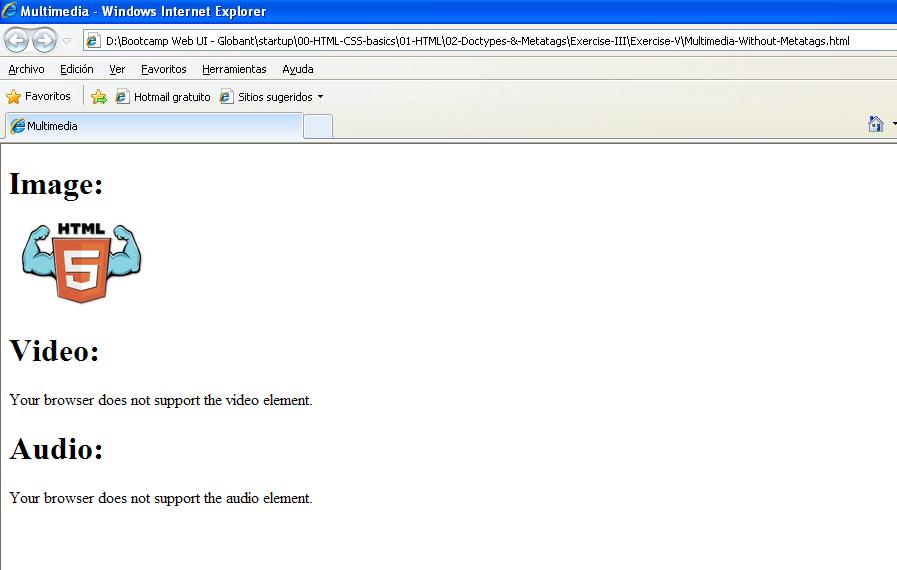 Multimedia - Windows Internet Explorer
D:\Bootcamp Web UI - Globant\startup\00-HTML-CSS-basics\01-HTML\02-Doctypes-&-Metatags\Exercise-III\Exercise-V\Multimedia-Without-Metatags.html
Archivo Edición Ver Favoritos Herramientas Ayuda
Favoritos Hotmail gratuito Sitios sugeridos
Multimedia
Image:
HTML
5
Video:
Your browser does not support the video element.
Audio:
Your browser does not support the audio element.